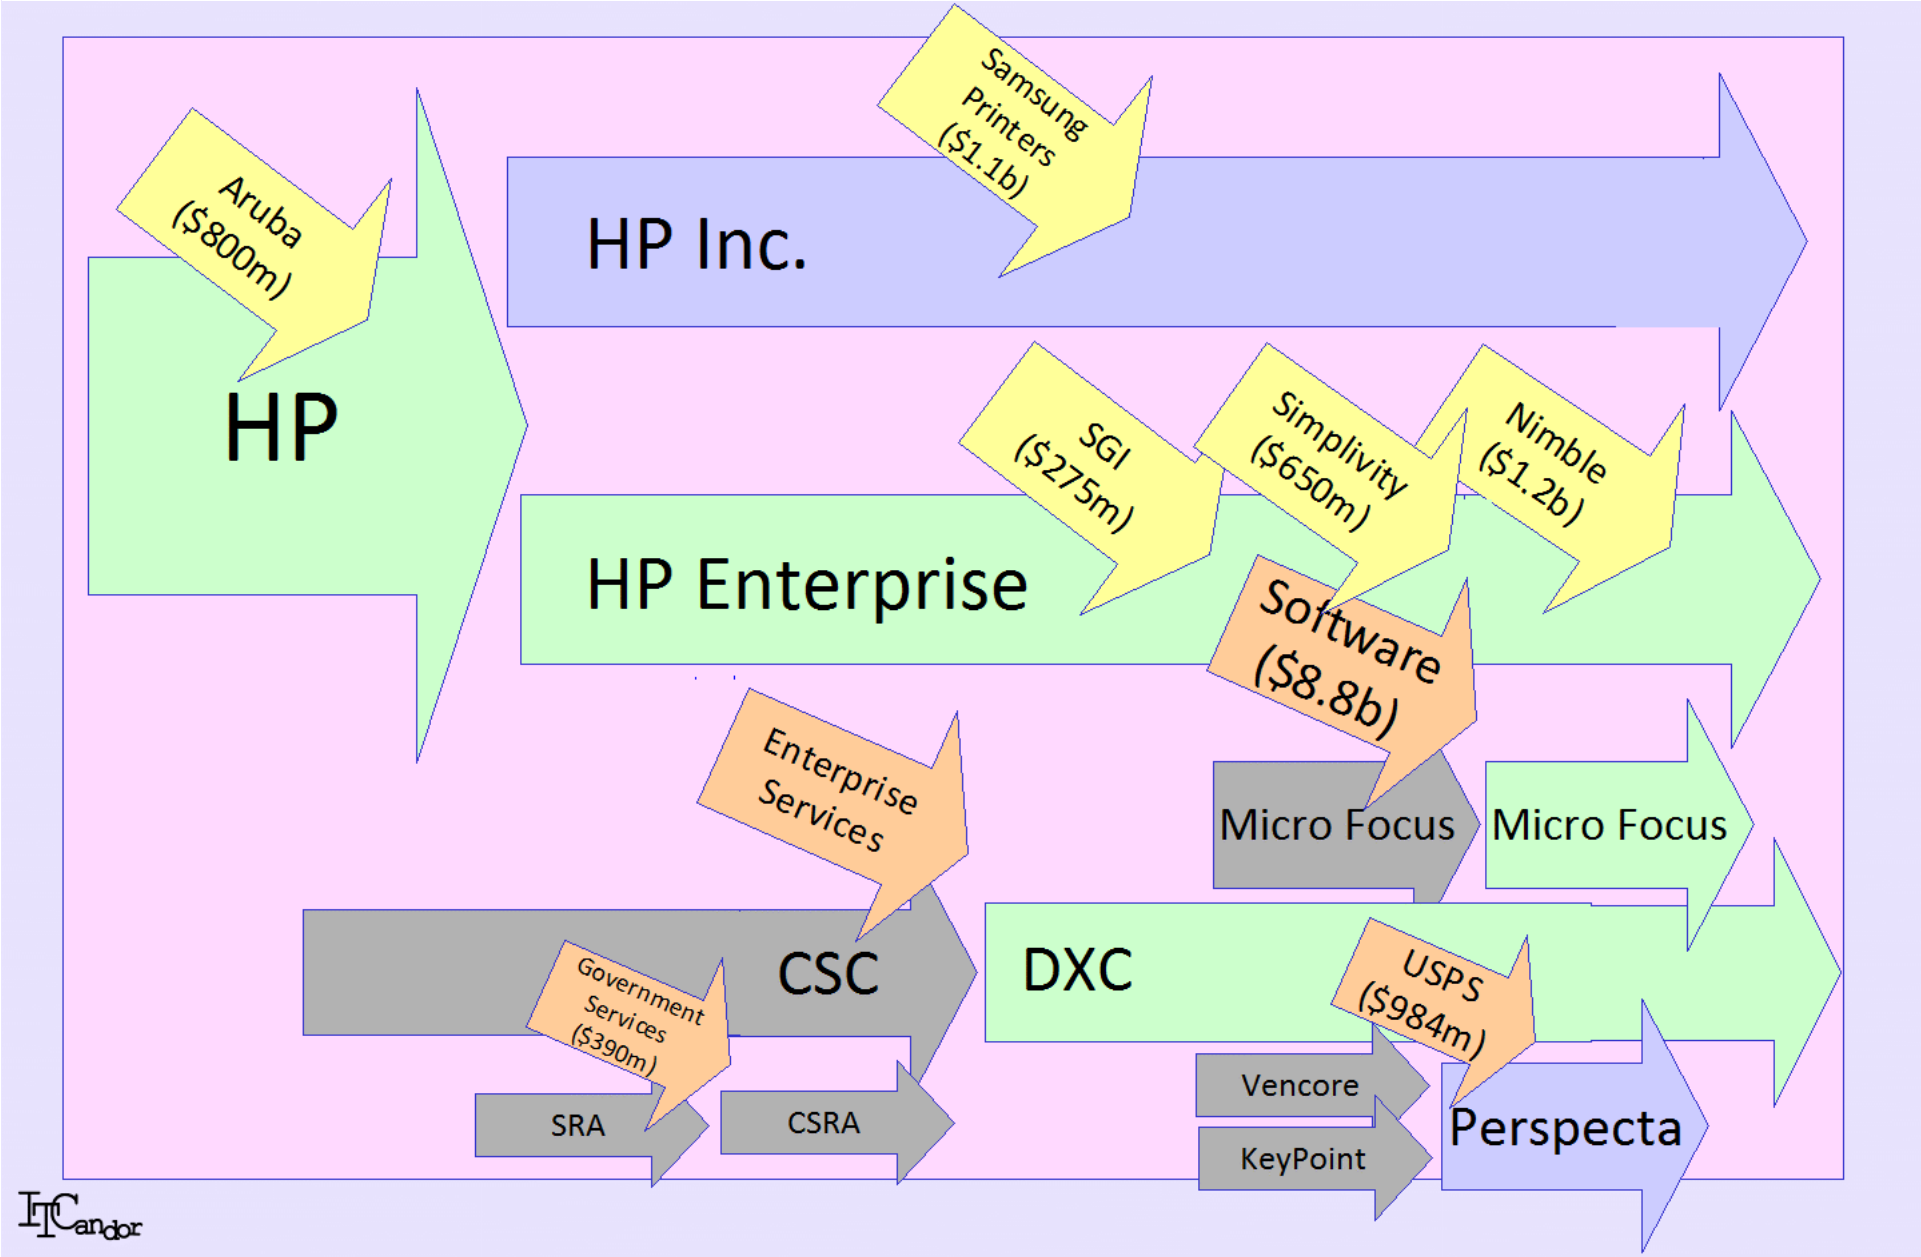 Samsung
Printers
($1.1b)
Aruba
($800m)
HP Inc.
HP
SGI
($275m)
Simplivity
($650m)
Nimble
($1.2b)
HP Enterprise
Software
($8.8b)
Enterprise
Services
Micro Focus
Micro Focus
CSC
DXC
Government
Services
($390m)
USPS
($984m)
SRA
CSRA
Vencore
KeyPoint
Perspecta
ITCandor